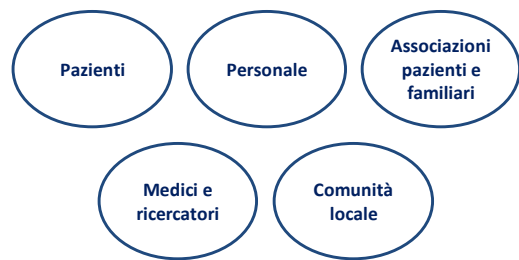 Pazienti
Personale
Associazioni
pazienti e
familiari
Medici e
ricercatori
Comunità
locale